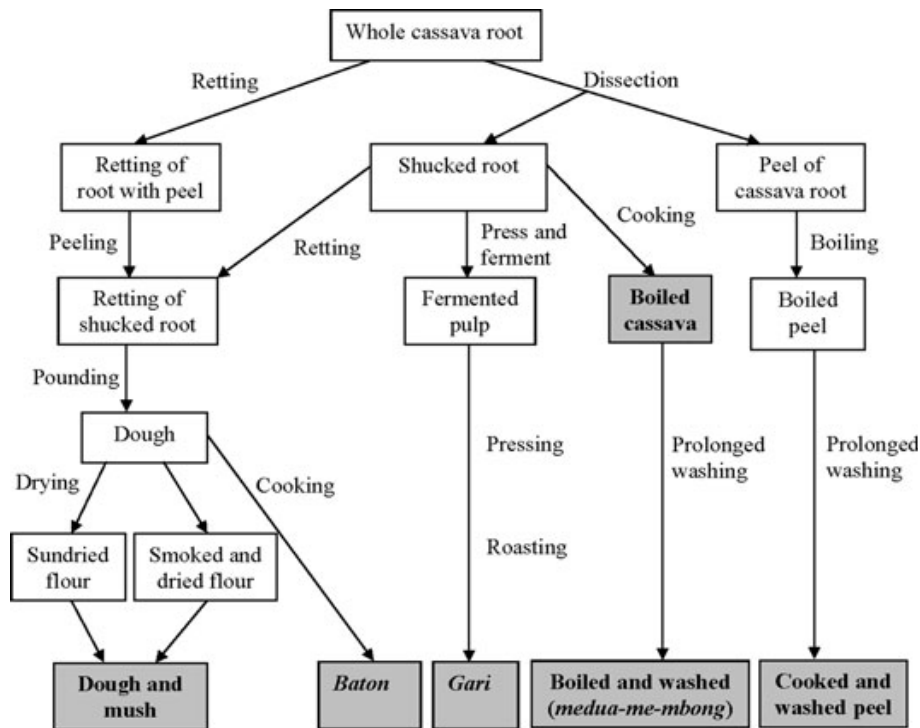 Whole cassava root
Retting
Dissection
Retting of
root with peel
Shucked root
Peel of
cassava root
Peeling
Retting
Press and
ferment
Cooking
Boiling
Retting of
shucked root
Fermented
pulp
Boiled
cassava
Boiled
peel
Pounding
Dough
Pressing
Prolonged
washing
Prolonged
washing
Drying
Cooking
Sundried
flour
Smoked and
dried flour
Roasting
Dough and
mush
Baton
Gari
Boiled and washed
(medua-me-mbong)
Cooked and
washed peel